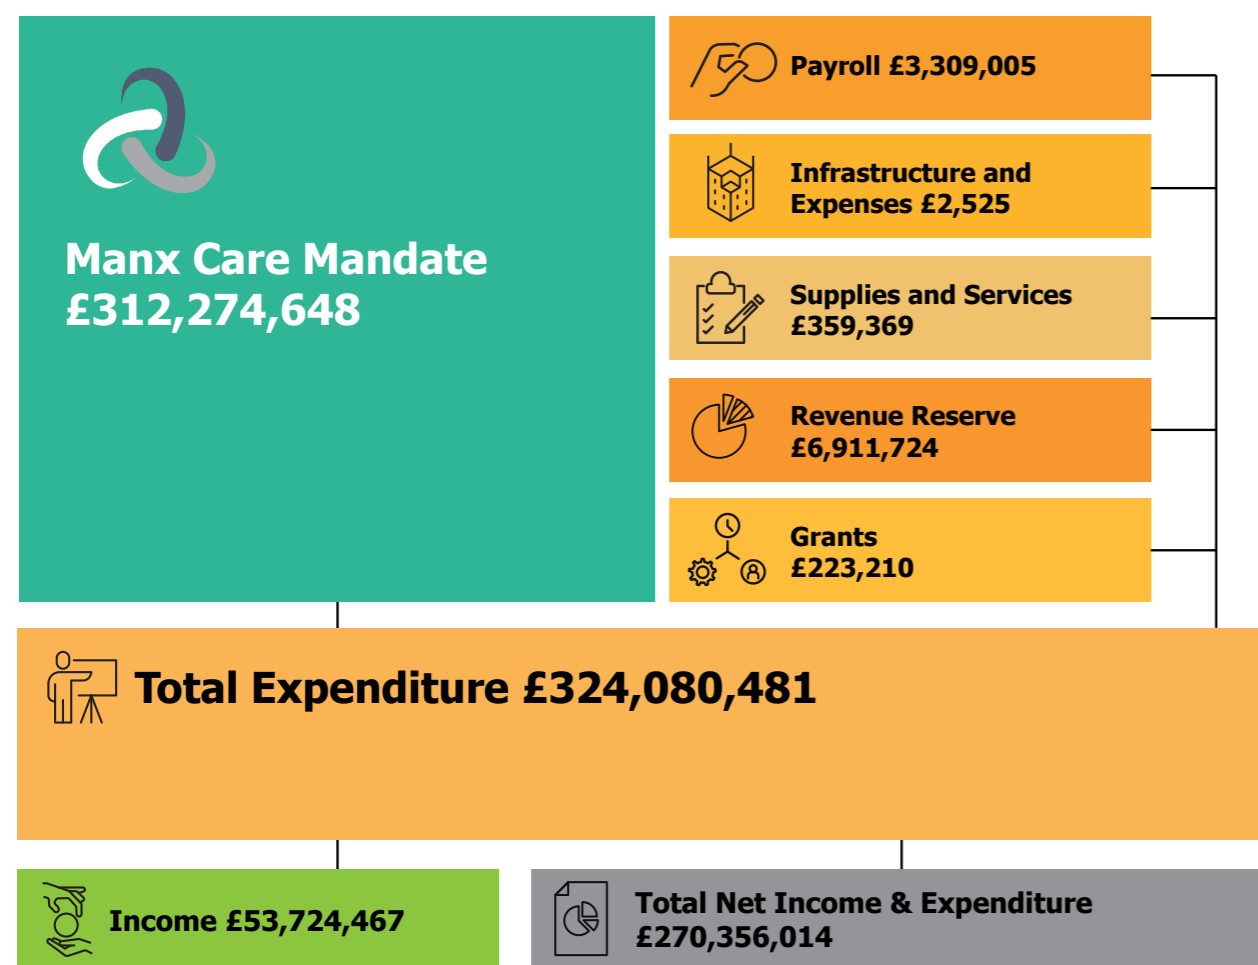 Manx Care Mandate
£312,274,648
Payroll £3,309,005
Infrastructure and
Expenses £2,525
Supplies and Services
£359,369
Revenue Reserve
£6,911,724
Grants
£223,210
Total Expenditure £324,080,481
Income £53,724,467
Total Net Income & Expenditure
£270,356,014